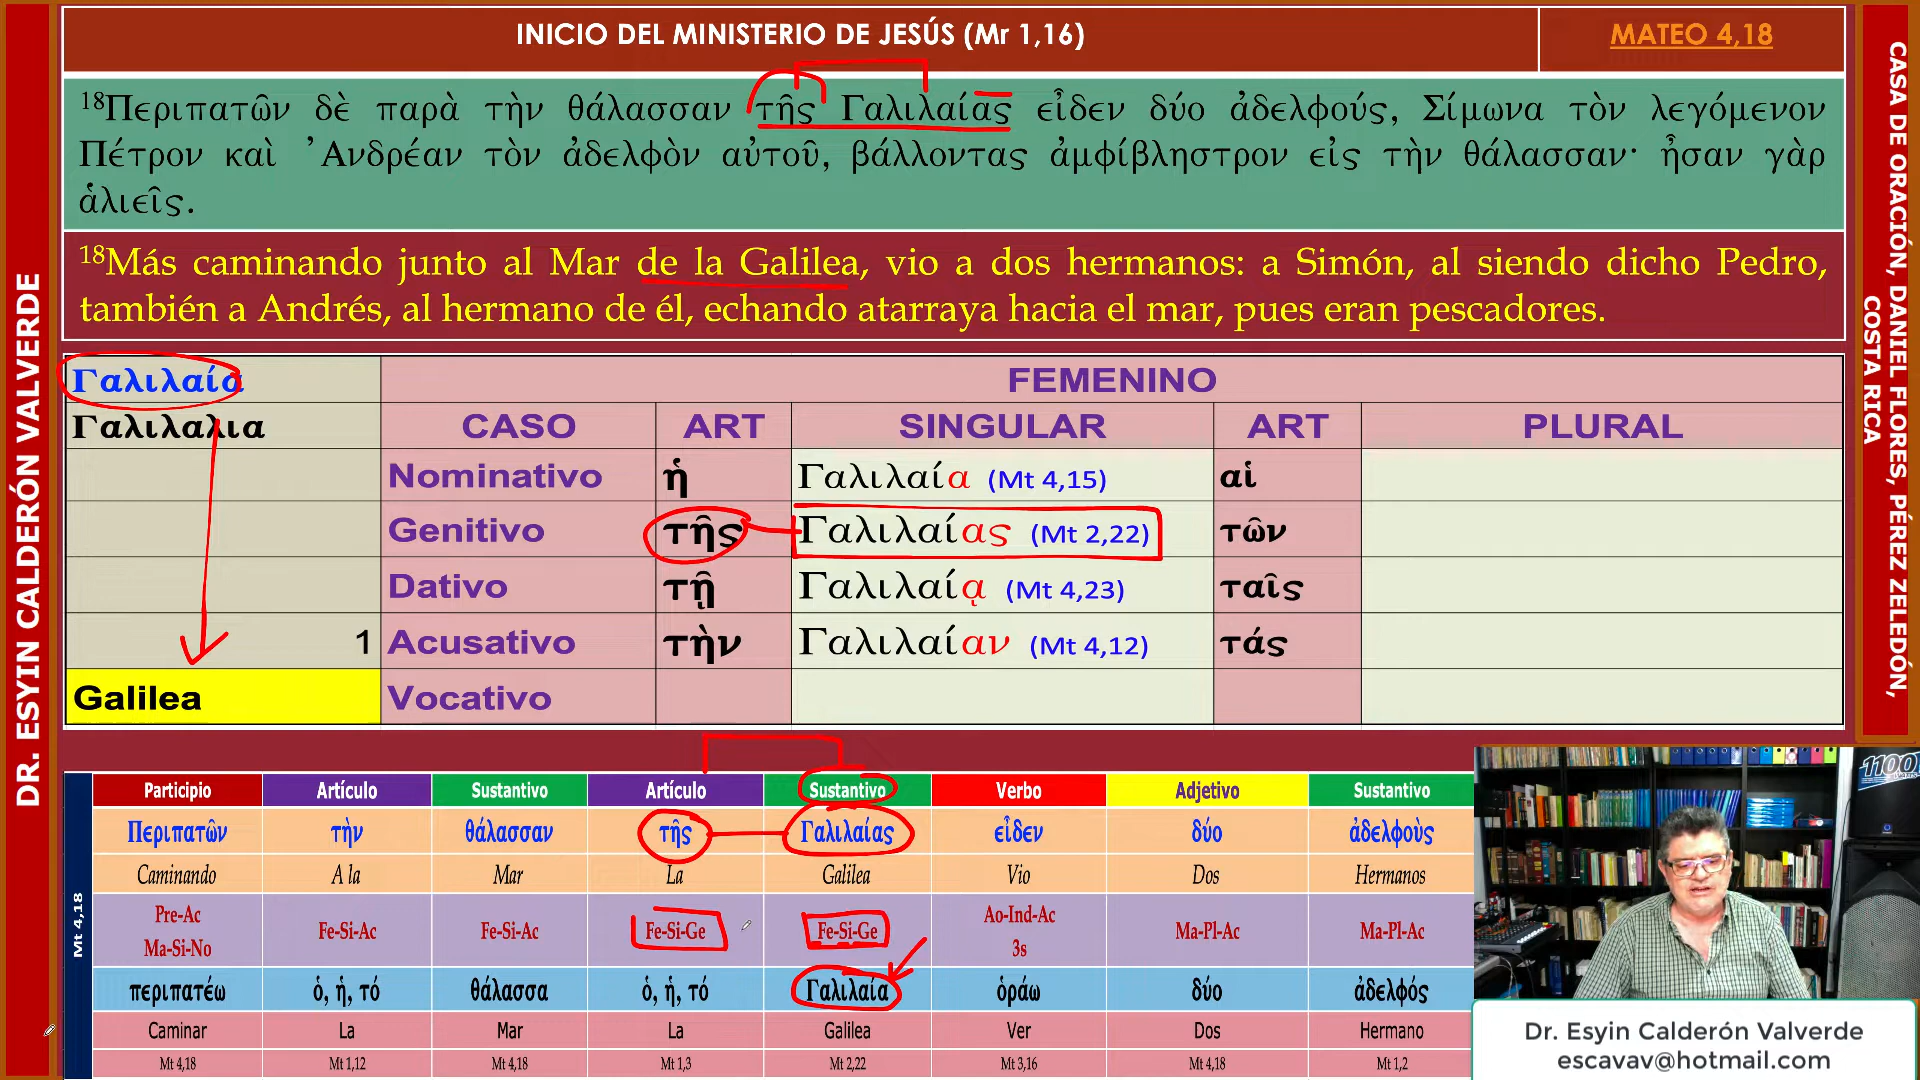 INICIO DEL MINISTERIO DE JESÚS (Mr 1,16)
MATEO 4,18
¹⁸Περιπατῶν δὲ παρὰ τὴν θάλασσαν τῆς Γαλιλαίας εἶδεν δύο ἀδελφούς, Σίμωνα τὸν λεγόμενον
Πέτρον καὶ Ἀνδρέαν τὸν ἀδελφὸν αὐτοῦ, βάλλοντας ἀμφίβληστρον εἰς τὴν θάλασσαν· ἦσαν γὰρ
ἁλιεῖς.
¹⁸Más caminando junto al Mar de la Galilea, vio a dos hermanos: a Simón, al siendo dicho Pedro,
también a Andrés, al hermano de él, echando atarraya hacia el mar, pues eran pescadores.
Γαλιλαία FEMENINO
Γαλιλαλια CASO ART SINGULAR ART PLURAL
Nominativo ἡ Γαλιλαία (Mt 4,15) αἱ
Genitivo τῆς Γαλιλαίας (Mt 2,22) τῶν
Dativo τῇ Γαλιλαίᾳ (Mt 4,23) ταῖς
1 Acusativo τὴν Γαλιλαίαν (Mt 4,12) τάς
Galilea Vocativo
Mt 4,18
Participio Artículo Sustantivo Artículo Sustantivo Verbo Adjetivo Sustantivo
Περιπατῶν τὴν θάλασσαν τῆς Γαλιλαίας εἶδεν δύο ἀδελφοὺς
Caminando A la Mar La Galilea Vio Dos Hermanos
Pre-Ac Fe-Si-Ac Fe-Si-Ac Fe-Si-Ge Fe-Si-Ge Ao-Ind-Ac Ma-Pl-Ac Ma-Pl-Ac
Ma-Si-No 3s
περιπατέω ὁ, ἡ, τό θάλασσα ὁ, ἡ, τό Γαλιλαία ὁράω δύο ἀδελφός
Caminar La Mar La Galilea Ver Dos Hermano
Mt 4,18 Mt 1,12 Mt 4,18 Mt 1,3 Mt 2,22 Mt 3,16 Mt 4,18 Mt 1,2
DR. ESYIN CALDERÓN VALVERDE
CASA DE ORACIÓN, DANIEL FLORES, PÉREZ ZELEDÓN,
COSTA RICA
1100
Dr. Esyin Calderón Valverde
escavav@hotmail.com